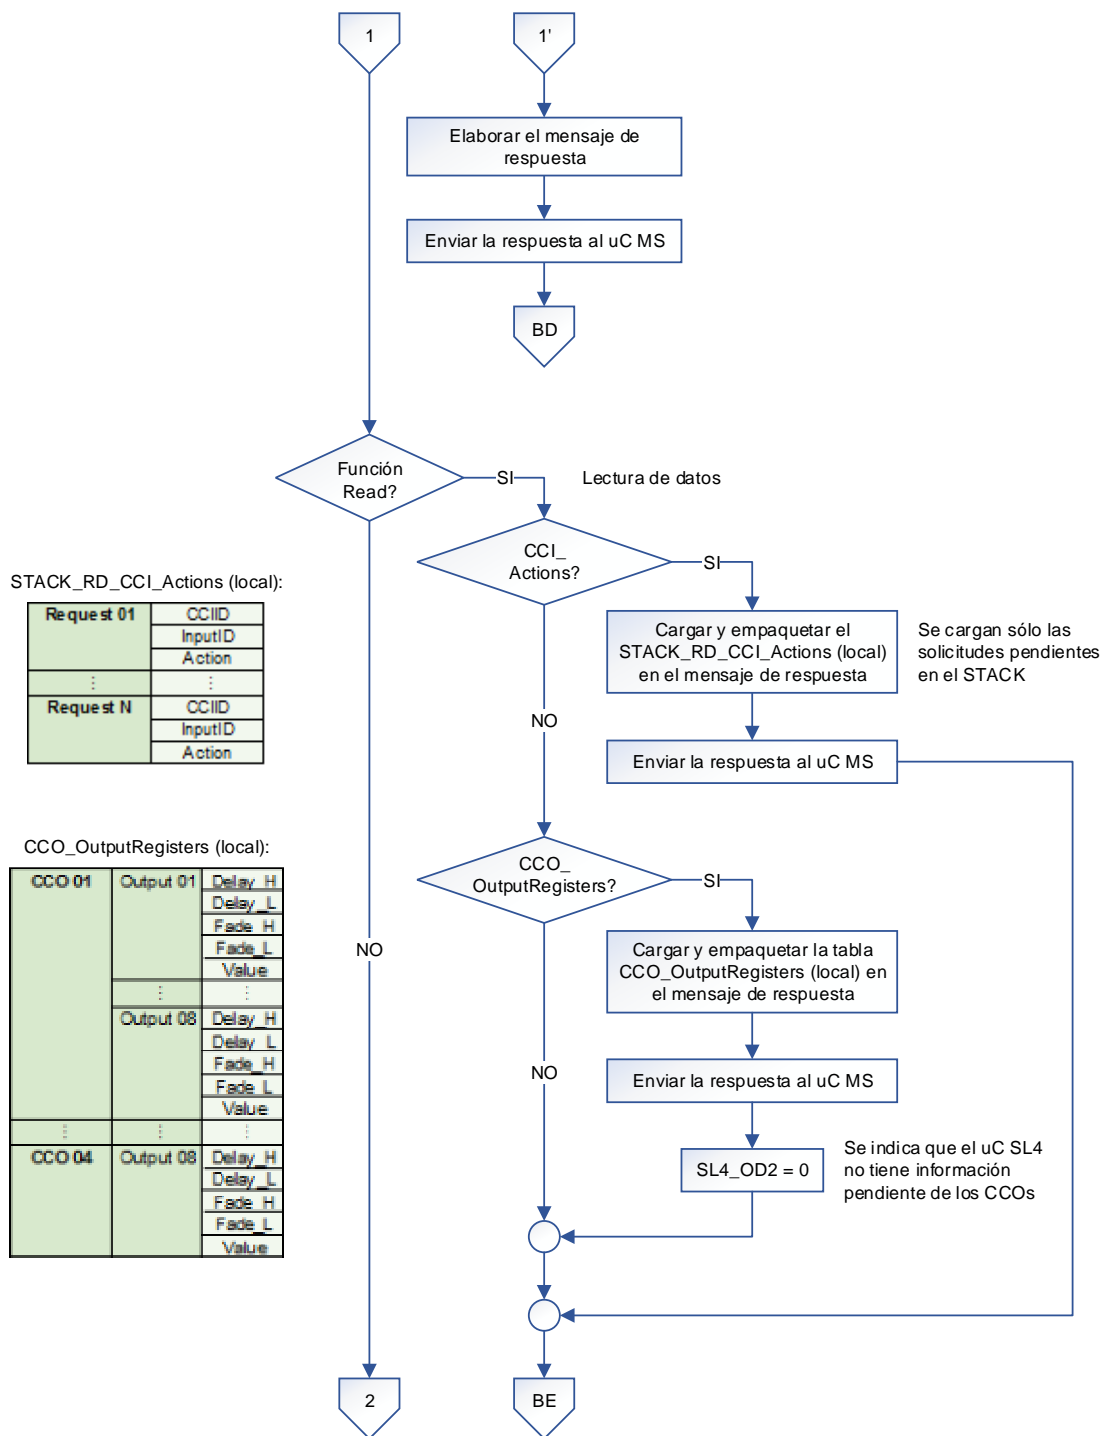 1
1'
Elaborar el mensaje de
respuesta
Enviar la respuesta al uC MS
BD
Función
Read?
SI
Lectura de datos
CCI_
Actions?
SI
STACK_RD_CCI_Actions (local):
Request 01
CCIID
InputID
Action
⋮
⋮
Request N
CCIID
InputID
Action
Cargar y empaquetar el
STACK_RD_CCI_Actions (local)
en el mensaje de respuesta
Se cargan sólo las
solicitudes pendientes
en el STACK
NO
Enviar la respuesta al uC MS
CCO_OutputRegisters (local):
CCO 01
Output 01
Delay_H
Delay_L
Fade_H
Fade_L
Value
⋮
⋮
Output 08
Delay_H
Delay_L
Fade_H
Fade_L
Value
⋮
⋮
⋮
CCO 04
Output 08
Delay_H
Delay_L
Fade_H
Fade_L
Value
CCO_
OutputRegisters?
SI
NO
Cargar y empaquetar la tabla
CCO_OutputRegisters (local) en
el mensaje de respuesta
NO
Enviar la respuesta al uC MS
SL4_OD2 = 0
Se indica que el uC SL4
no tiene información
pendiente de los CCOs
2
BE